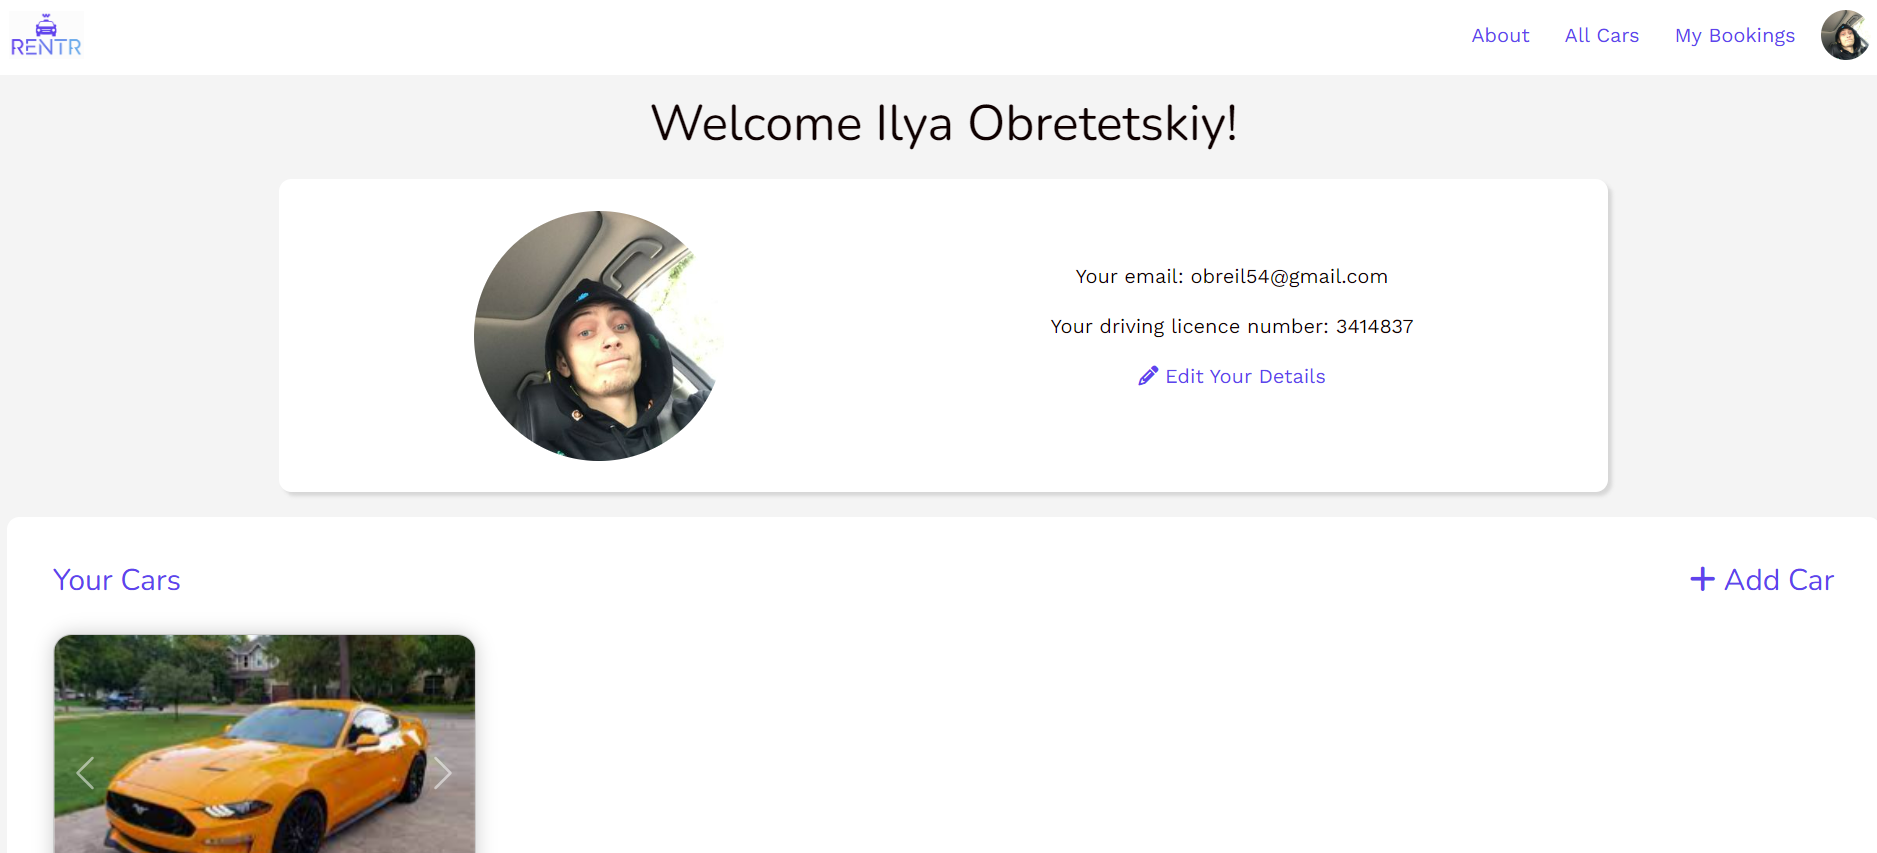 RENTR
About
All Cars
My Bookings
Welcome Ilya Obretetskiy!
Your email: obreil54@gmail.com
Your driving licence number: 3414837
Edit Your Details
Your Cars
+ Add Car